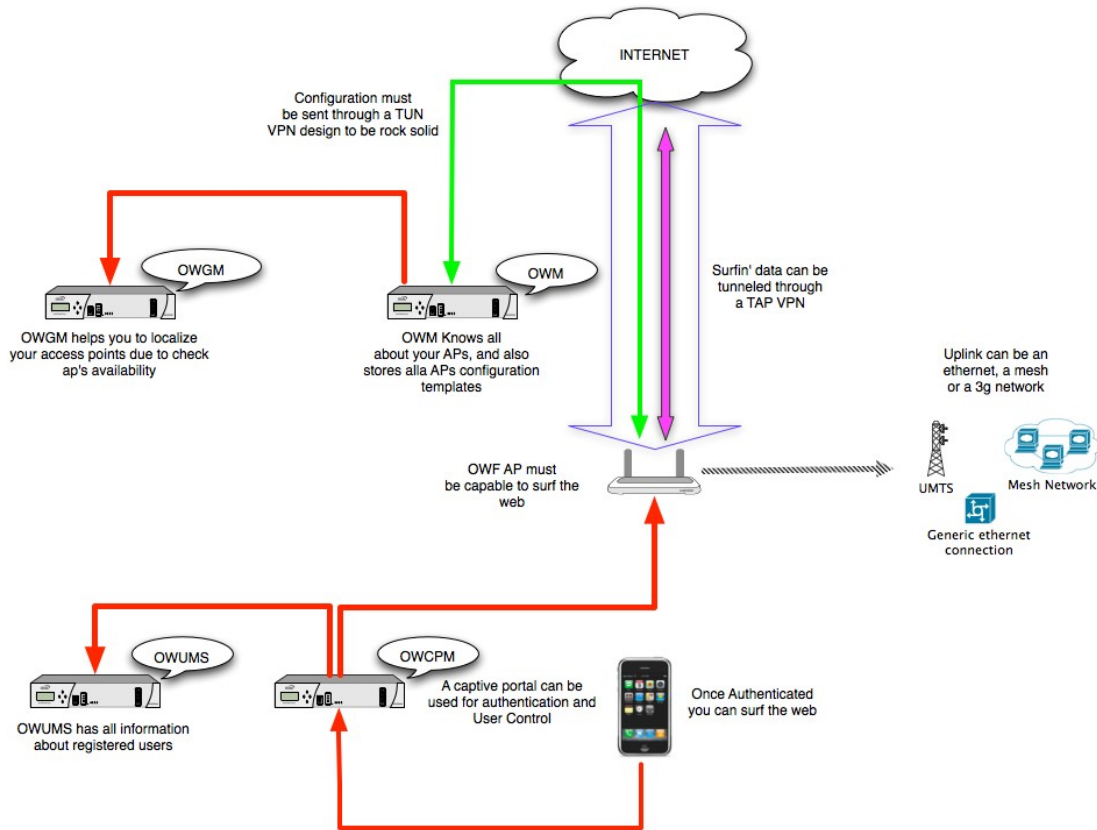 INTERNET
Configuration must
be sent through a TUN
VPN design to be rock solid
OWGM
OWM
Surfin' data can be
tunneled through
a TAP VPN
OWGM helps you to localize
your access points due to check
ap's availability
OWM Knows all
about your APs, and also
stores alla APs configuration
templates
Uplink can be an
ethernet, a mesh
or a 3g network
OWF AP must
be capable to surf the
web
UMTS
Mesh Network
Generic ethernet
connection
OWUMS
OWCPM
A captive portal can be
used for authentication and
User Control
Once Authenticated
you can surf the web
OWUMS has all information
about registered users